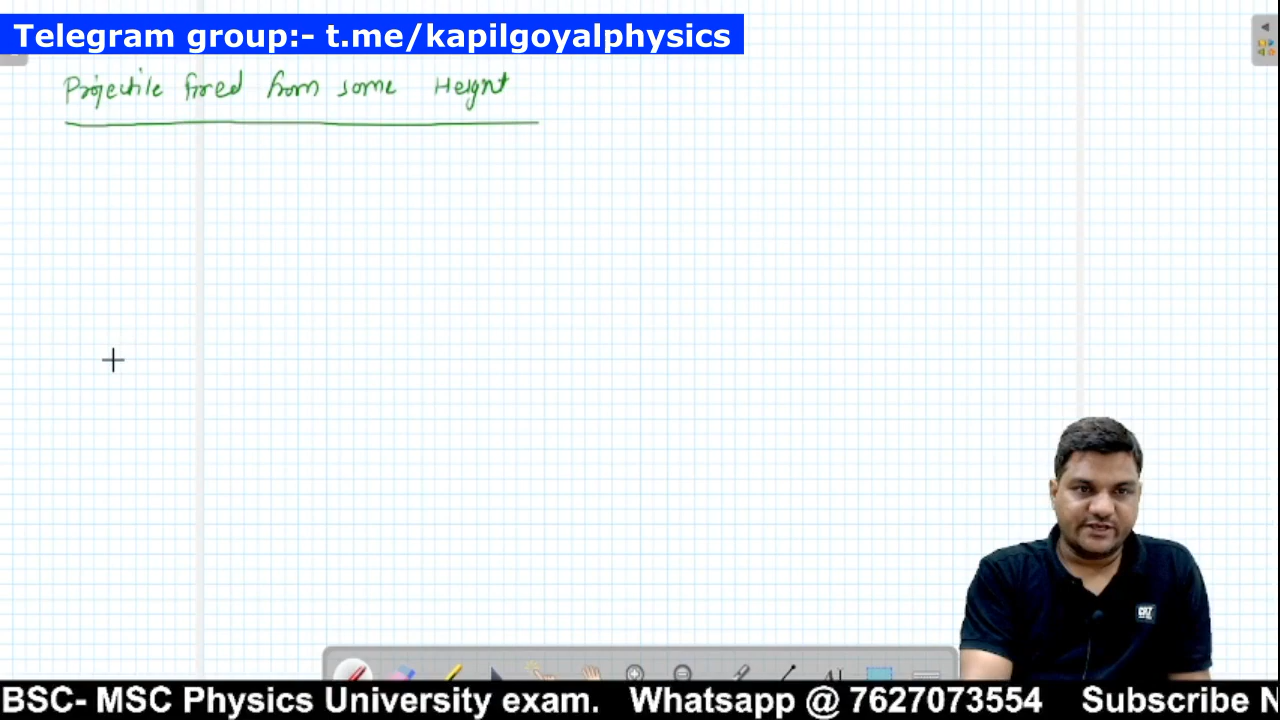 Telegram group:- t.me/kapilgoyalphysics
Projectile fired from some Height
BSC- MSC Physics University exam. Whatsapp @ 7627073554 Subscribe N